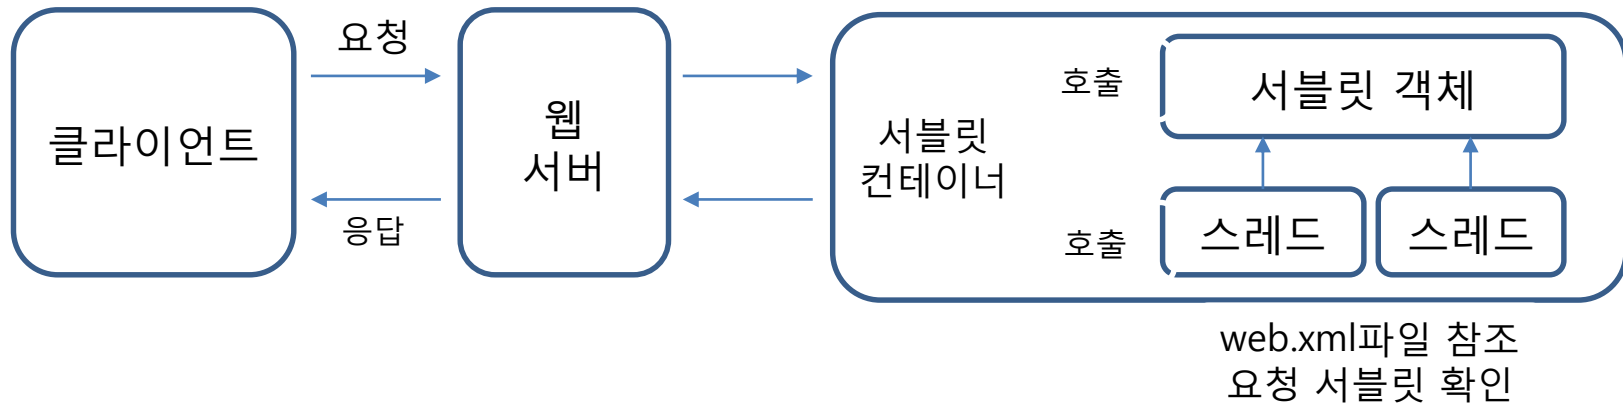 클라이언트
요청
응답
웹
서버
서블릿
컨테이너
호출
서블릿 객체
호출
스레드
스레드
web.xml파일 참조
요청 서블릿 확인